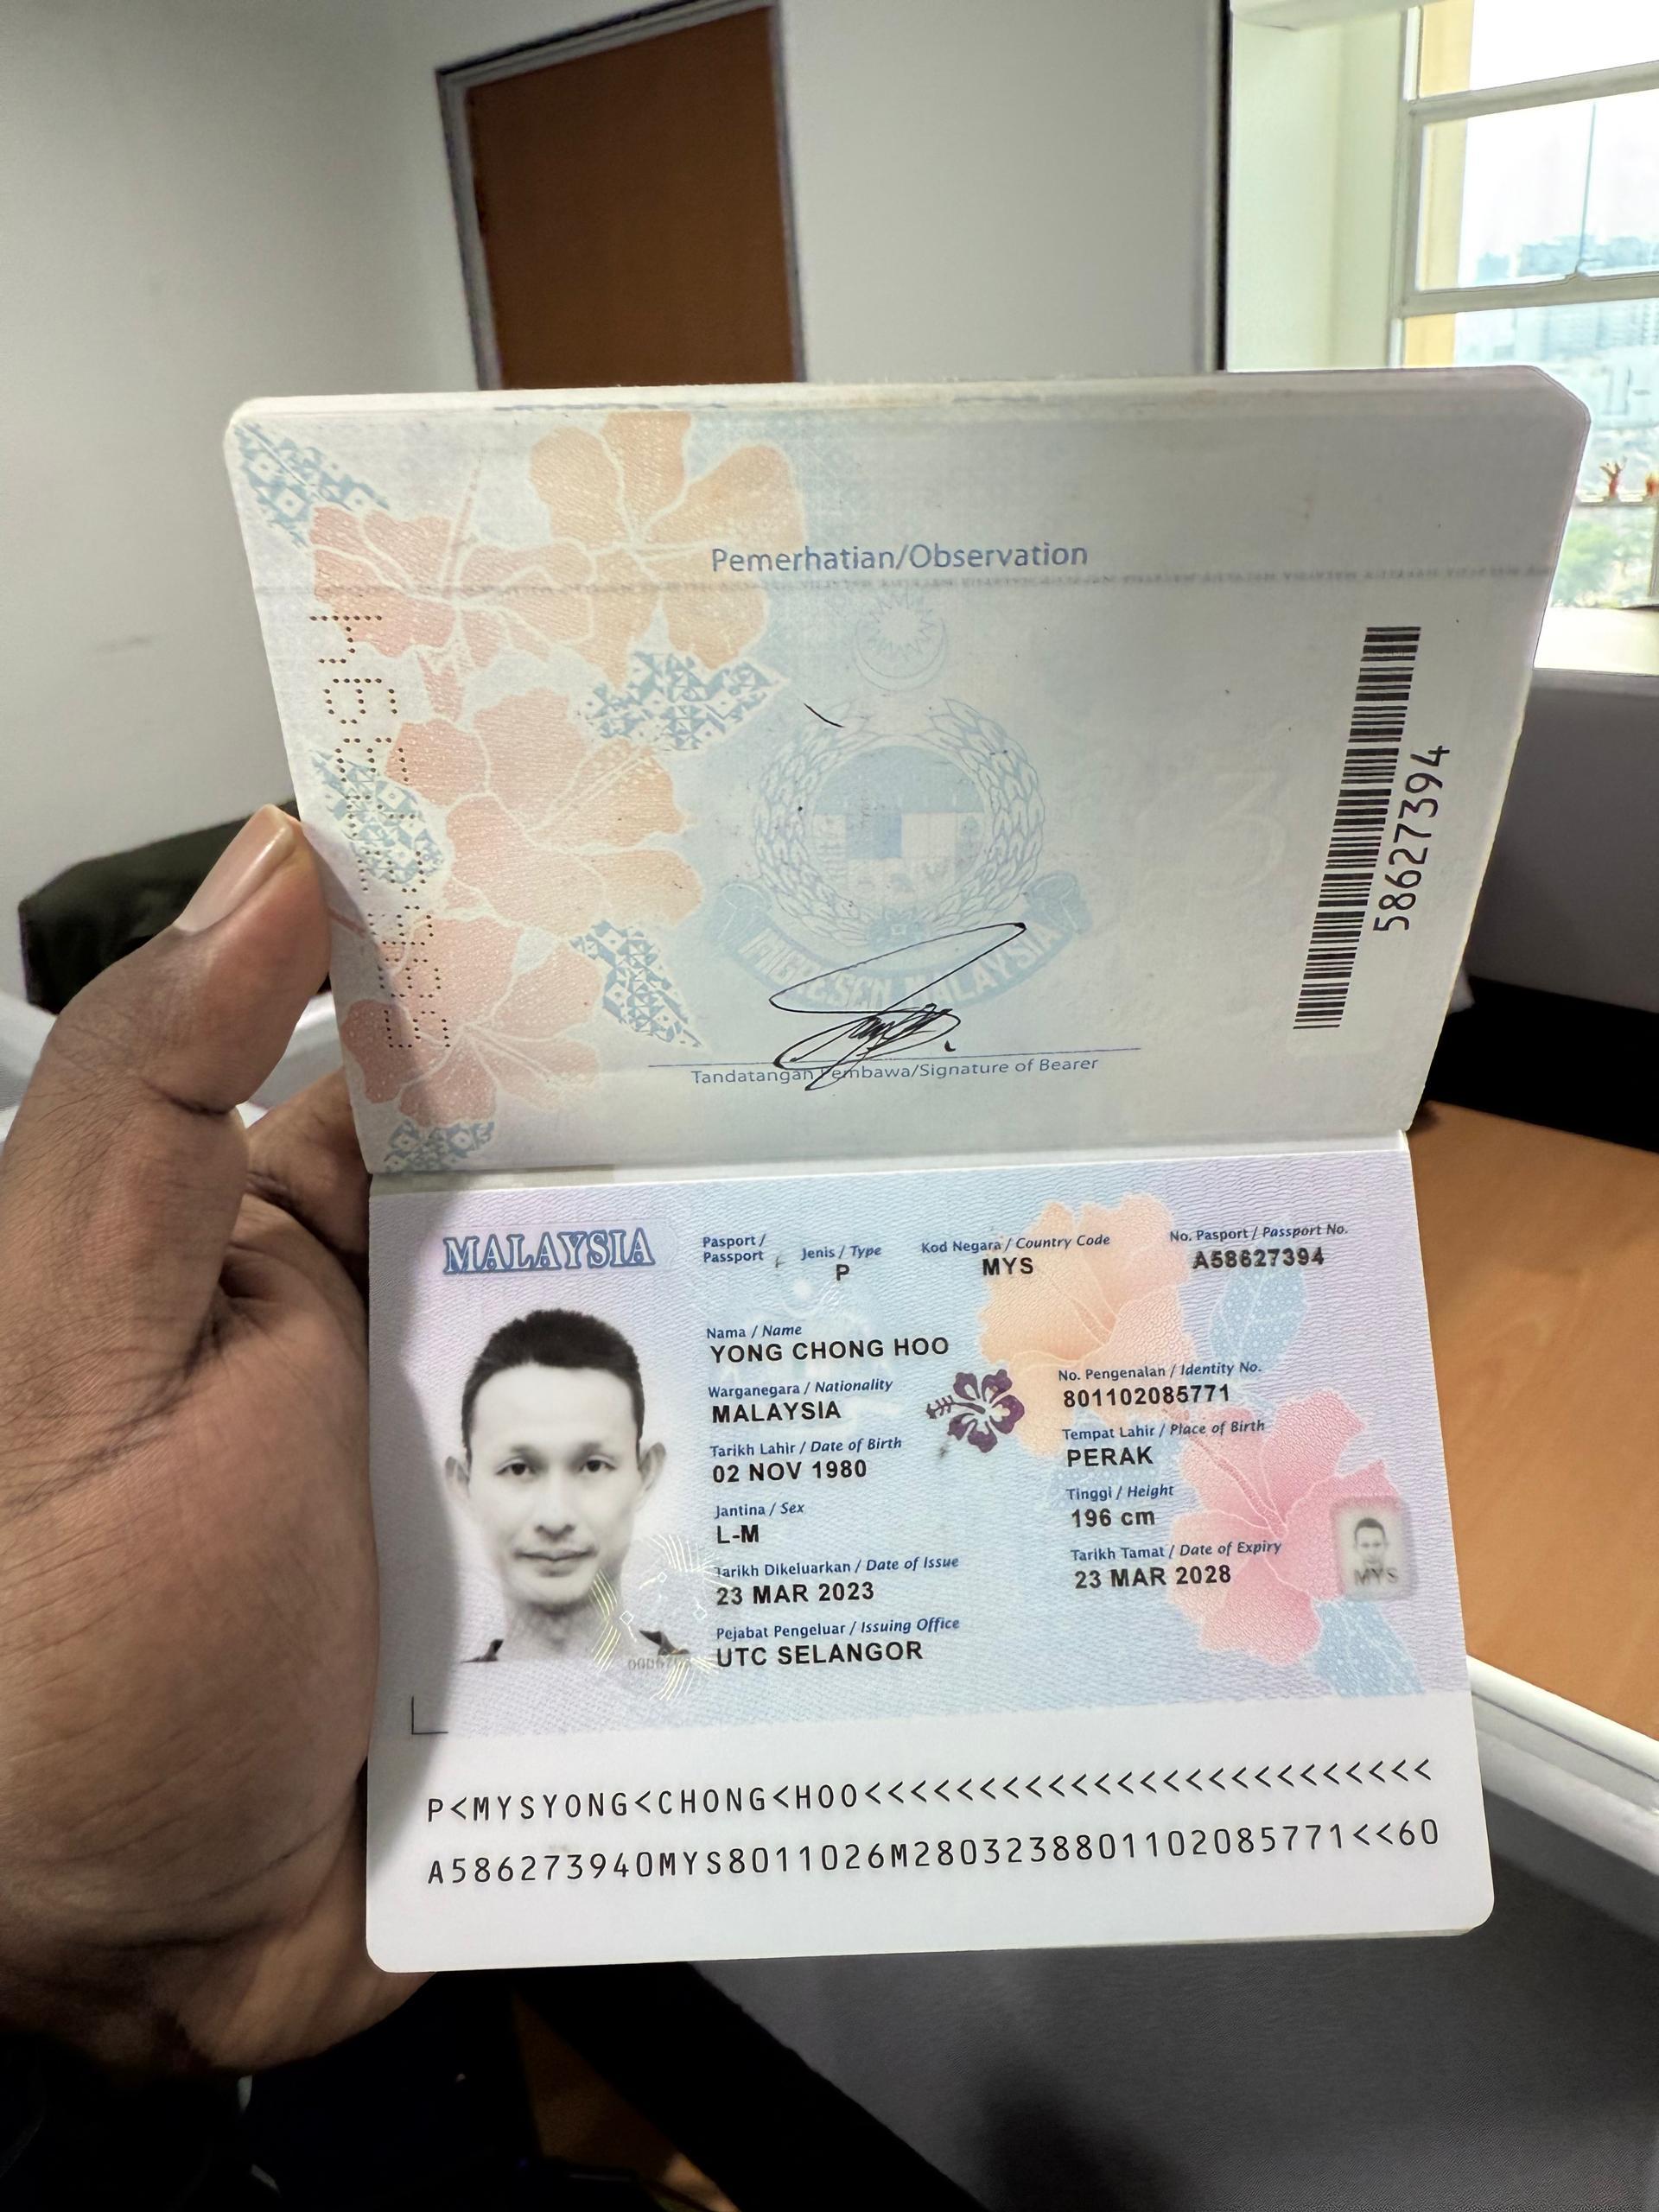 Pemerhatian/Observation
58627394
IMIGRESEN MALAYSIA
Tandatangan Pembawa/Signature of Bearer
MALAYSIA
Pasport / Passport
Jenis / Type
P
Kod Negara / Country Code
MYS
No. Pasport / Passport No.
A58627394
Nama / Name
YONG CHONG HOO
Warganegara / Nationality
MALAYSIA
No. Pengenalan / Identity No.
801102085771
Tarikh Lahir / Date of Birth
02 NOV 1980
Tempat Lahir / Place of Birth
PERAK
Jantina / Sex
L-M
Tinggi / Height
196 cm
Tarikh Dikeluarkan / Date of Issue
23 MAR 2023
Tarikh Tamat / Date of Expiry
23 MAR 2028
Pejabat Pengeluar / Issuing Office
UTC SELANGOR
MYS
P<MYSYONG<CHONG<HOO<<<<<<<<<<<<<<<<<<<<<<<<<
A586273940MYS8011026M2803238801102085771<<60